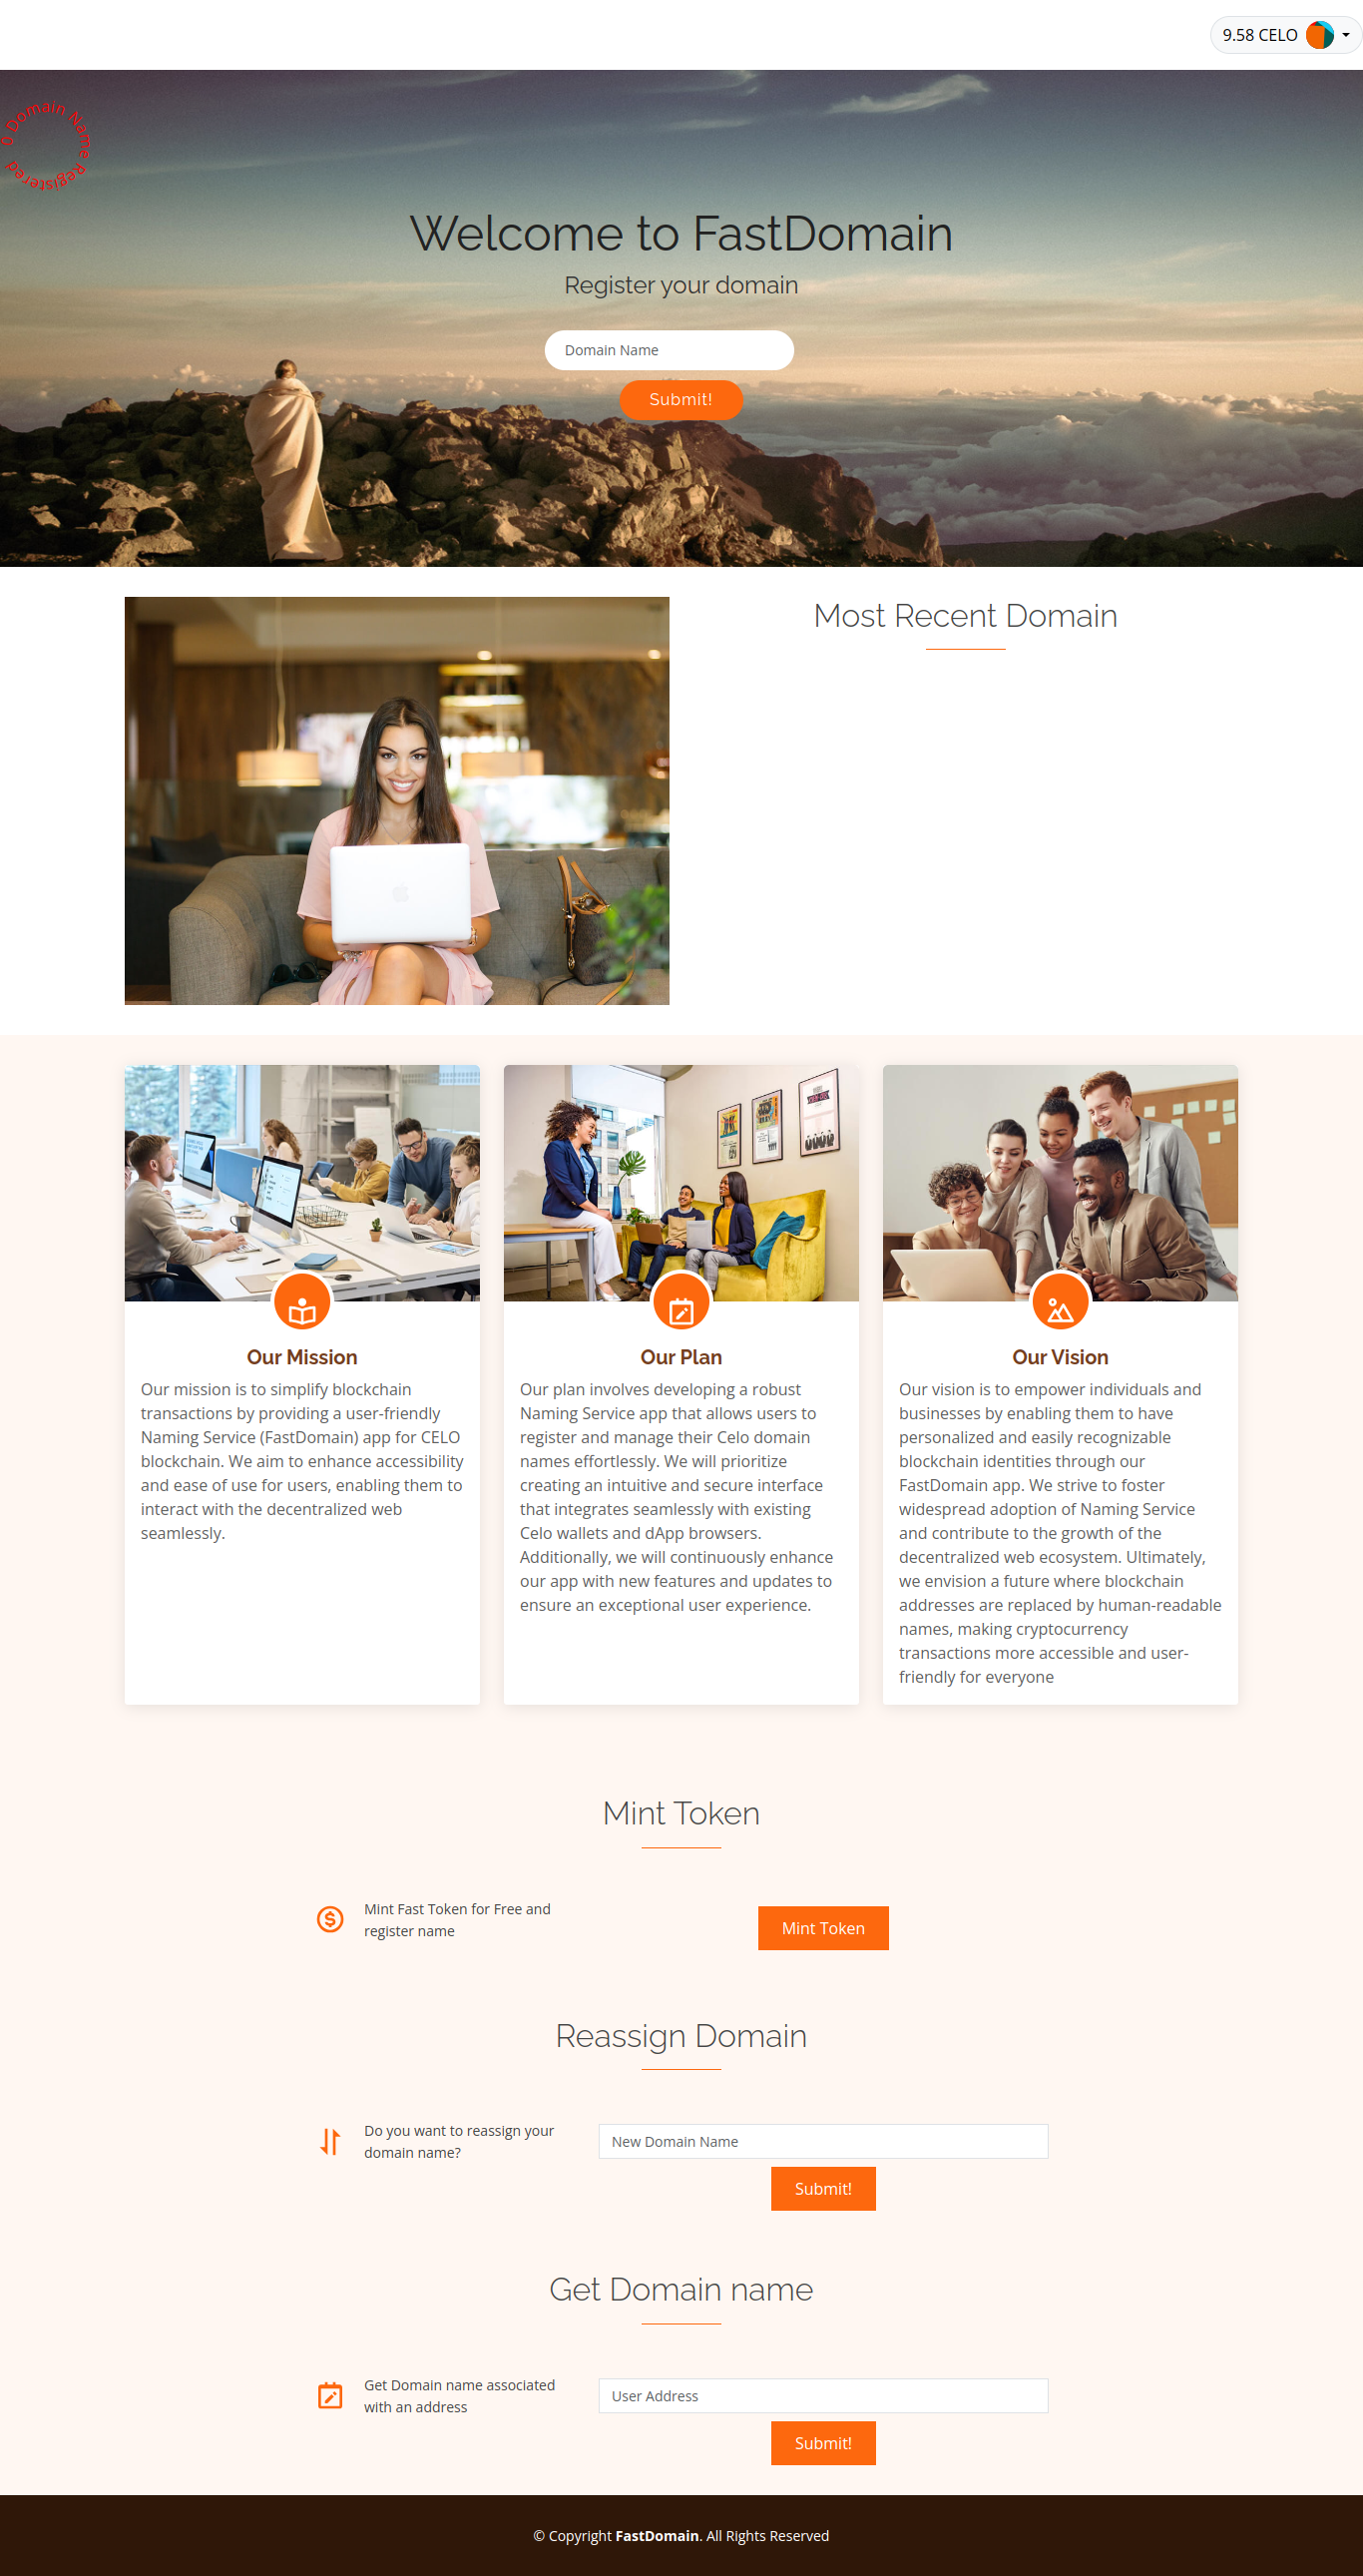 9.58 CELO
0 Domain Name Registered
Welcome to FastDomain
Register your domain
Domain Name
Submit!
Most Recent Domain
Our Mission
Our mission is to simplify blockchain
transactions by providing a user-friendly
Naming Service (FastDomain) app for CELO
blockchain. We aim to enhance accessibility
and ease of use for users, enabling them to
interact with the decentralized web
seamlessly.
Our Plan
Our plan involves developing a robust
Naming Service app that allows users to
register and manage their Celo domain
names effortlessly. We will prioritize
creating an intuitive and secure interface
that integrates seamlessly with existing
Celo wallets and dApp browsers.
Additionally, we will continuously enhance
our app with new features and updates to
ensure an exceptional user experience.
Our Vision
Our vision is to empower individuals and
businesses by enabling them to have
personalized and easily recognizable
blockchain identities through our
FastDomain app. We strive to foster
widespread adoption of Naming Service
and contribute to the growth of the
decentralized web ecosystem. Ultimately,
we envision a future where blockchain
addresses are replaced by human-readable
names, making cryptocurrency
transactions more accessible and user-
friendly for everyone
Mint Token
Mint Fast Token for Free and
register name
Mint Token
Reassign Domain
Do you want to reassign your
domain name?
New Domain Name
Submit!
Get Domain name
Get Domain name associated
with an address
User Address
Submit!
© Copyright FastDomain. All Rights Reserved